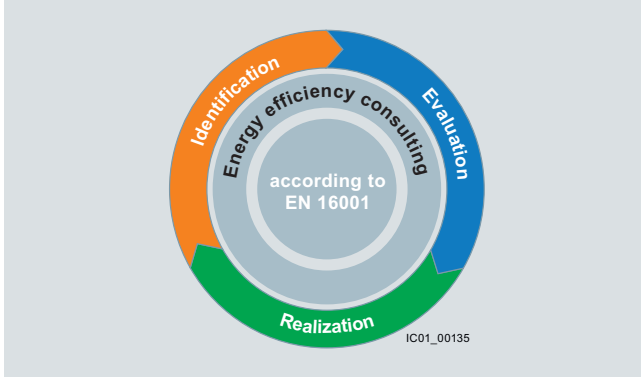 Identification
Evaluation
Energy efficiency consulting
according to
EN 16001
Realization
IC01_00135